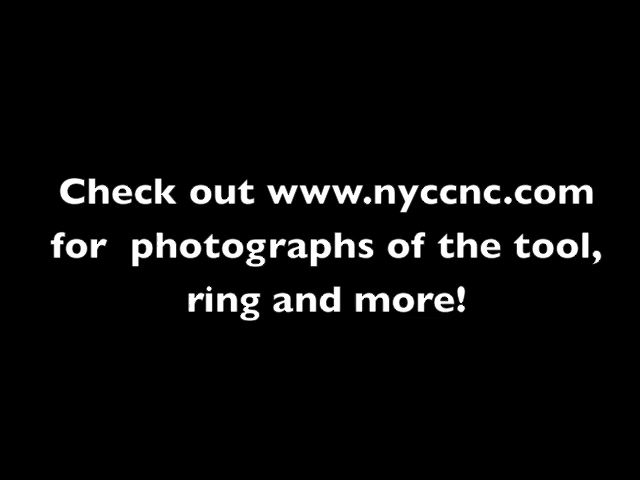 Check out www.nyccnc.com
for  photographs of the tool,
ring and more!